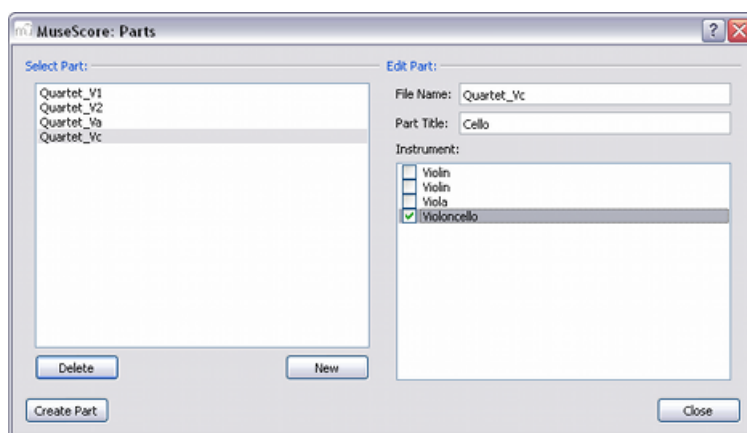 MuseScore: Parts
Select Part:
Quartet_V1
Quartet_V2
Quartet_Va
Quartet_Vc
Delete
New
Create Part
Edit Part:
File Name: Quartet_Vc
Part Title: Cello
Instrument:
Violin
Violin
Viola
Violoncello
Close